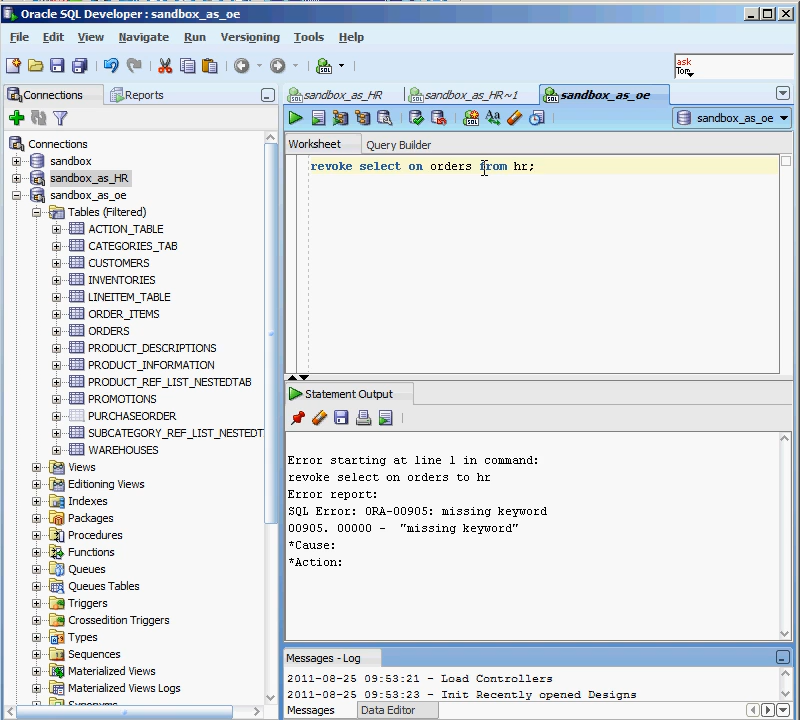 Oracle SQL Developer : sandbox_as_oe
File Edit View Navigate Run Versioning Tools Help
ask
Tom
Connections Reports sandbox_as_HR sandbox_as_HR~1 sandbox_as_oe
sandbox_as_oe
Worksheet Query Builder
revoke select on orders from hr;
Connections
sandbox
sandbox_as_HR
sandbox_as_oe
Tables (Filtered)
ACTION_TABLE
CATEGORIES_TAB
CUSTOMERS
INVENTORIES
LINEITEM_TABLE
ORDER_ITEMS
ORDERS
PRODUCT_DESCRIPTIONS
PRODUCT_INFORMATION
PRODUCT_REF_LIST_NESTEDTAB
PROMOTIONS
PURCHASEORDER
SUBCATEGORY_REF_LIST_NESTEDT
WAREHOUSES
Views
Editioning Views
Indexes
Packages
Procedures
Functions
Queues
Queues Tables
Triggers
Crossedition Triggers
Types
Sequences
Materialized Views
Materialized Views Logs
Synonyms
Statement Output
Error starting at line 1 in command:
revoke select on orders to hr
Error report:
SQL Error: ORA-00905: missing keyword
00905. 00000 - "missing keyword"
*Cause:
*Action:
Messages - Log
2011-08-25 09:53:21 - Load Controllers
2011-08-25 09:53:23 - Init Recently opened Designs
Messages Data Editor